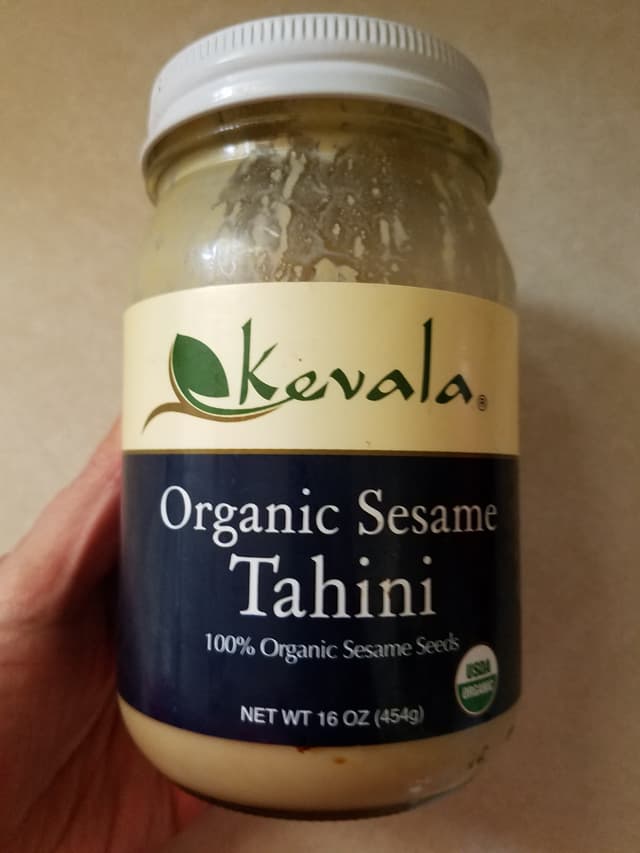 Kevala®
Organic Sesame
Tahini
100% Organic Sesame Seeds
USDA
ORGANIC
NET WT 16 OZ (454g)